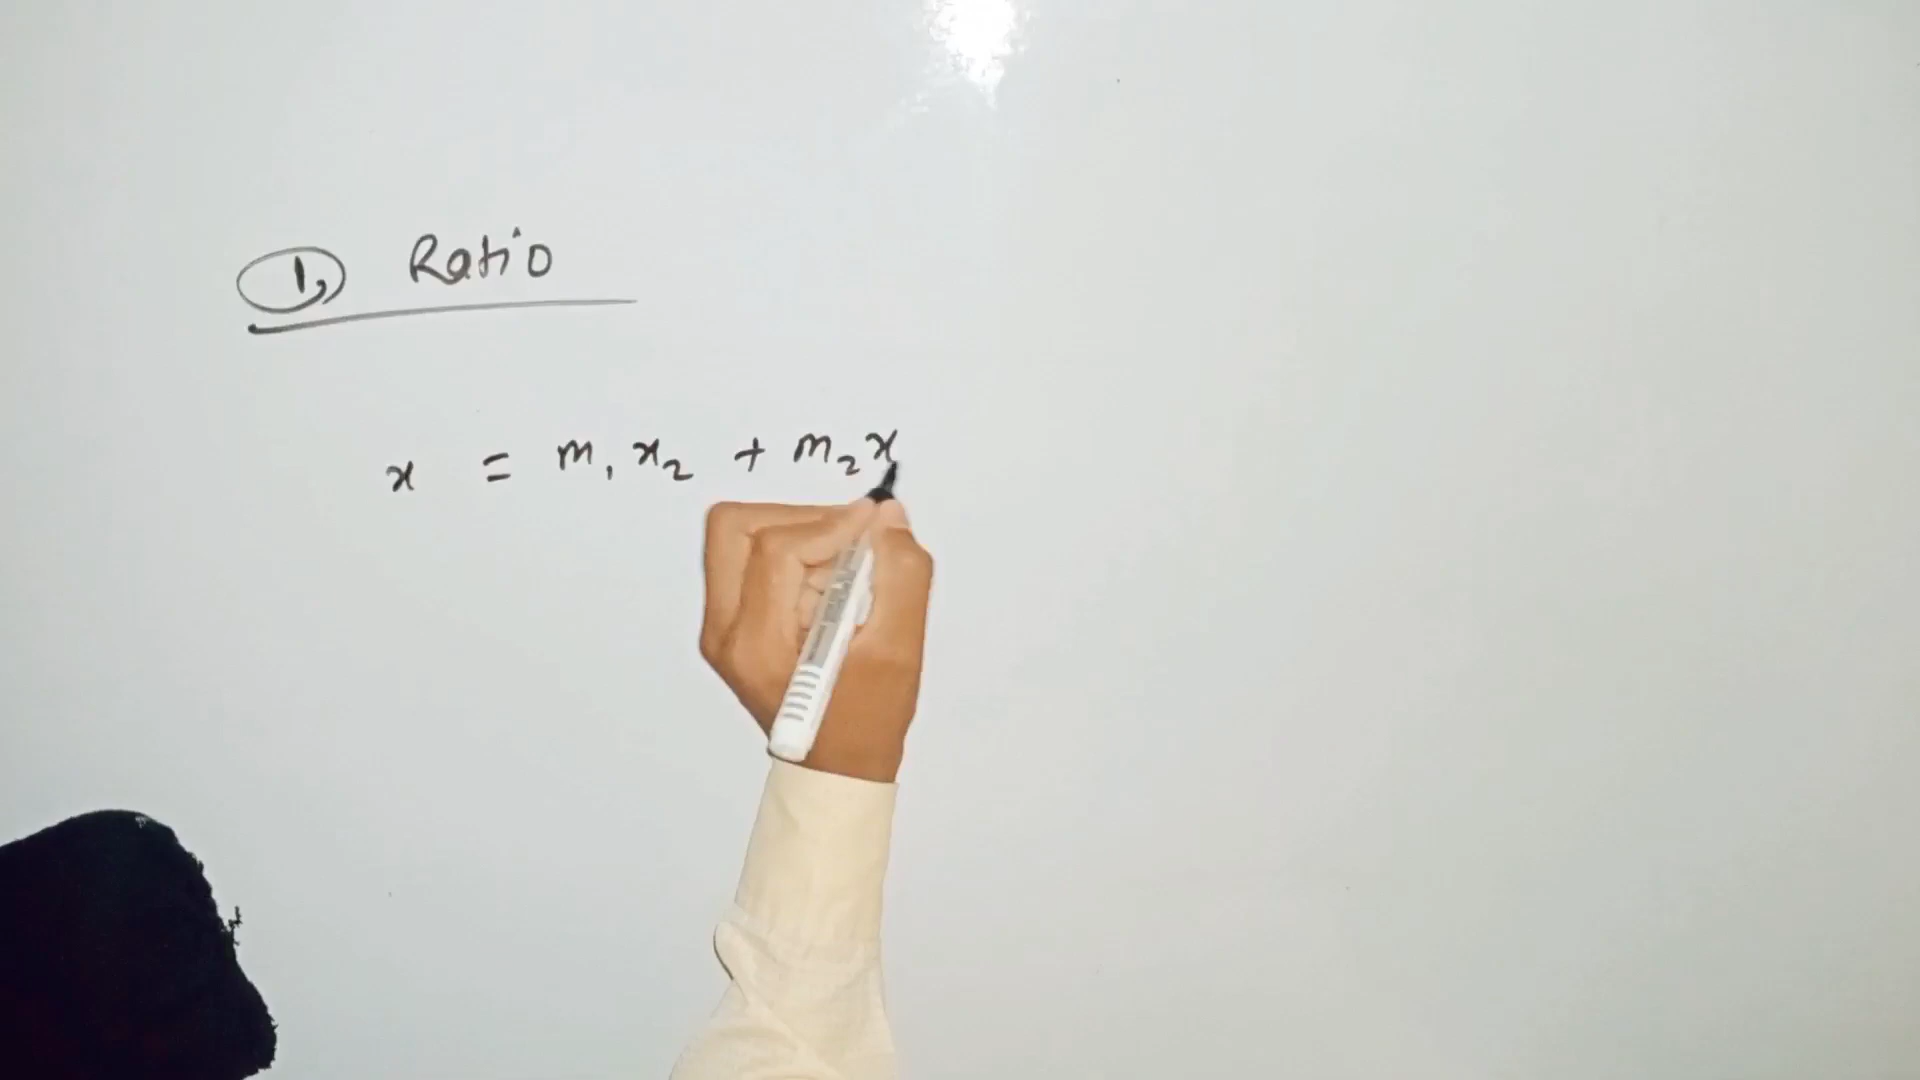 1, Ratio
x = m₁x₂ + m₂x